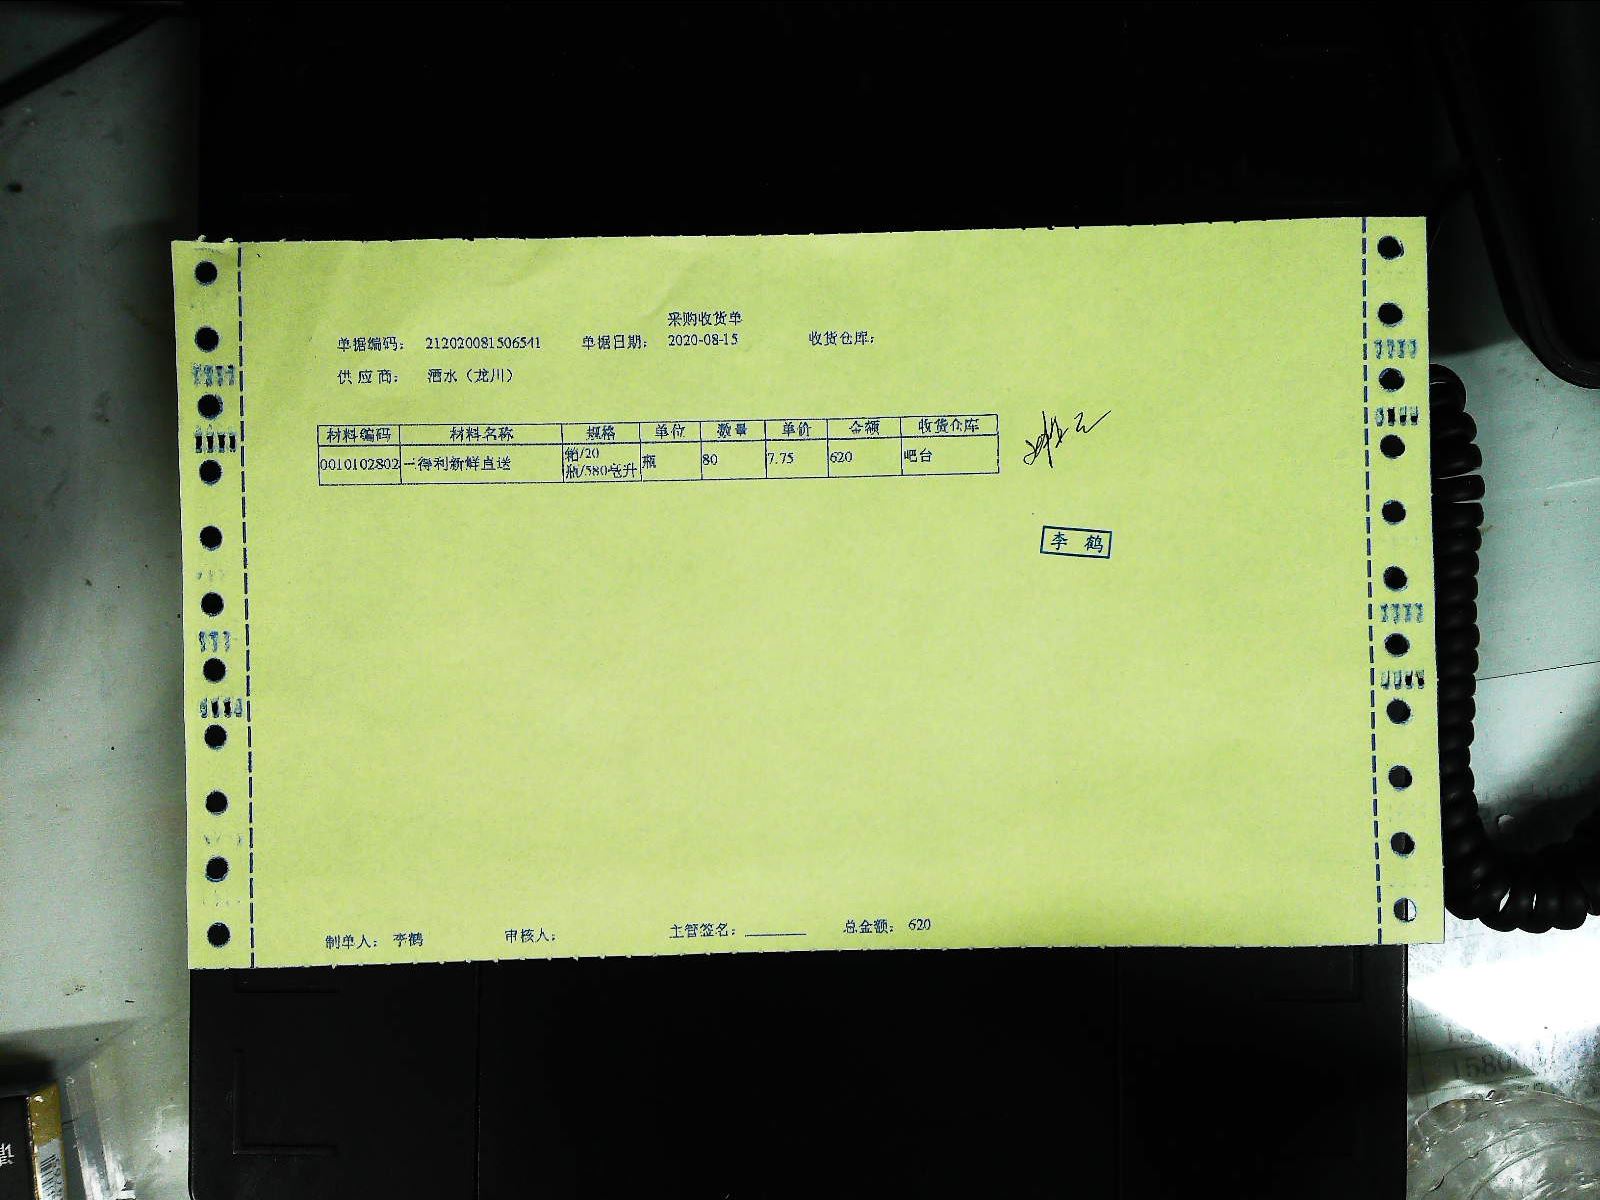 采购收货单
单据编码： 212020081506541 单据日期： 2020-08-15 收货仓库：
供 应 商： 酒水（龙川）
材料编码 材料名称 规格 单位 数量 单价 金额 收货仓库
0010102802 三得利新鲜直送 箱/20瓶/580毫升 瓶 80 7.75 620 吧台
李 鹤
制单人： 李鹤 审核人： 主管签名： 总金额： 620